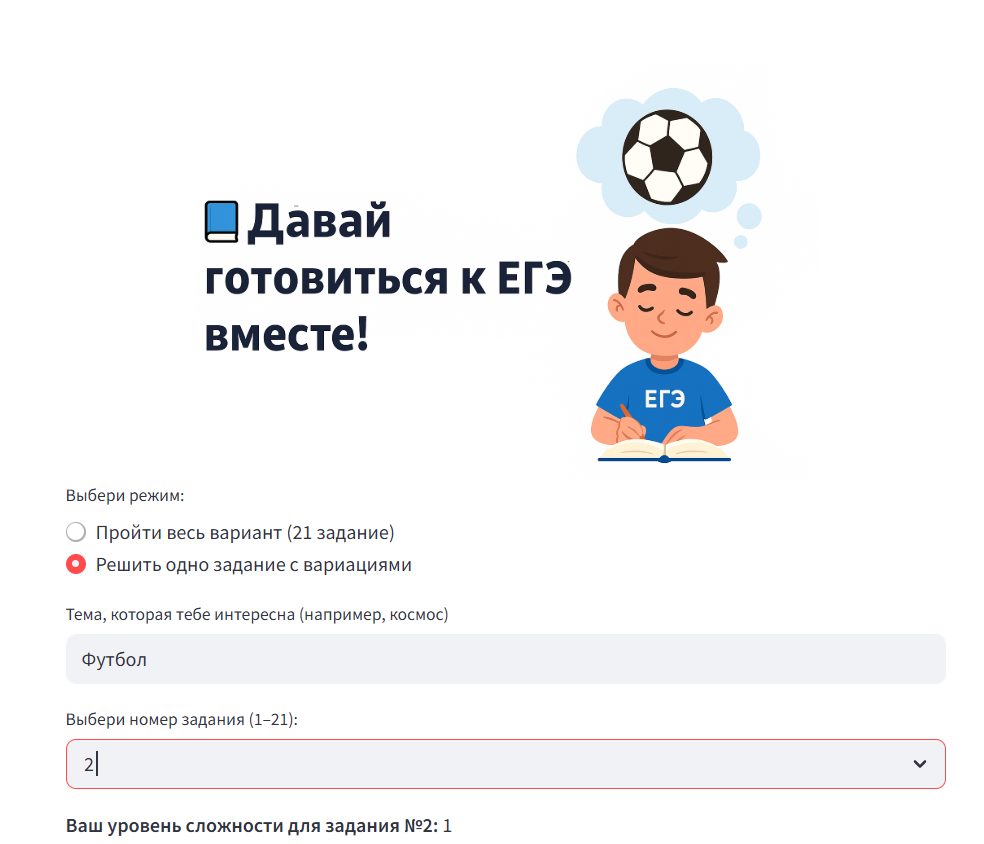 Давай
готовиться к ЕГЭ
вместе!
ЕГЭ
Выбери режим:
Пройти весь вариант (21 задание)
Решить одно задание с вариациями
Тема, которая тебе интересна (например, космос)
Футбол
Выбери номер задания (1–21):
2
Ваш уровень сложности для задания №2: 1